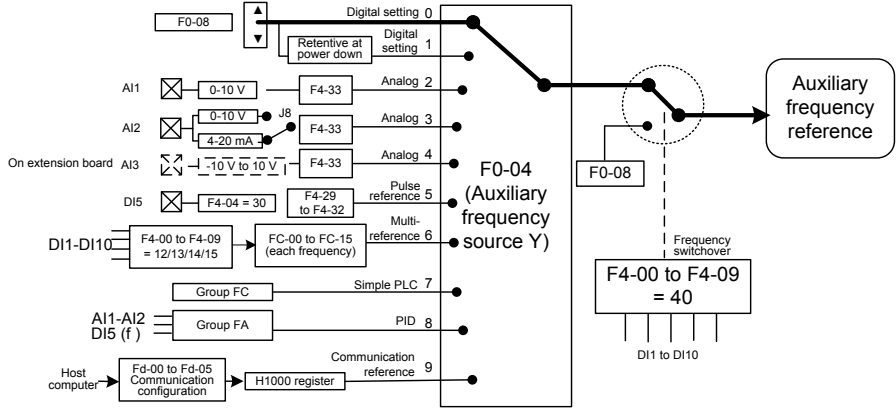 F0-08
Digital setting 0
Retentive at
power down
Digital
setting 1
AI1
0-10 V
F4-33
Analog 2
AI2
0-10 V
4-20 mA
J8
F4-33
Analog 3
On extension board AI3
-10 V to 10 V
F4-33
Analog 4
DI5
F4-04 = 30
F4-29
to F4-32
Pulse
reference 5
DI1-DI10
F4-00 to F4-09
= 12/13/14/15
FC-00 to FC-15
(each frequency)
Multi-
reference 6
Group FC
Simple PLC 7
AI1-AI2
DI5 (f )
Group FA
PID 8
Host
computer
Fd-00 to Fd-05
Communication
configuration
H1000 register
Communication
reference 9
F0-04
(Auxiliary
frequency
source Y)
F0-08
Auxiliary
frequency
reference
Frequency
switchover
F4-00 to F4-09
= 40
DI1 to DI10